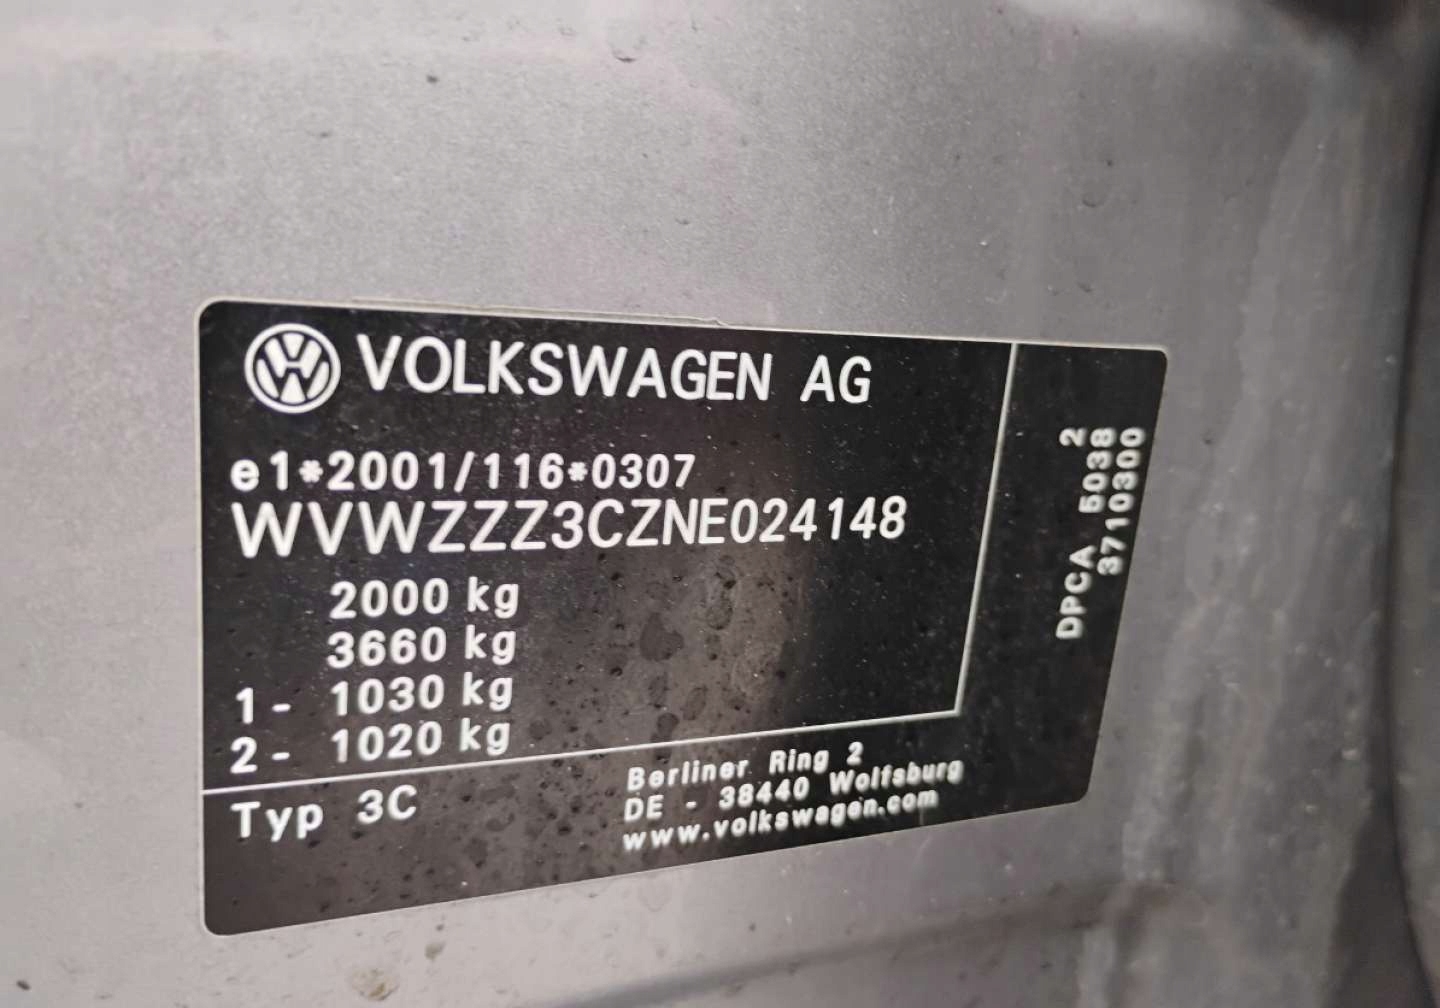 VOLKSWAGEN AG
e1*2001/116*0307
WVWZZZ3CZNE024148
2000 kg
3660 kg
1 - 1030 kg
2 - 1020 kg
Typ 3C
Berliner Ring 2
DE - 38440 Wolfsburg
www.volkswagen.com
DPCA 5038 2
3710300